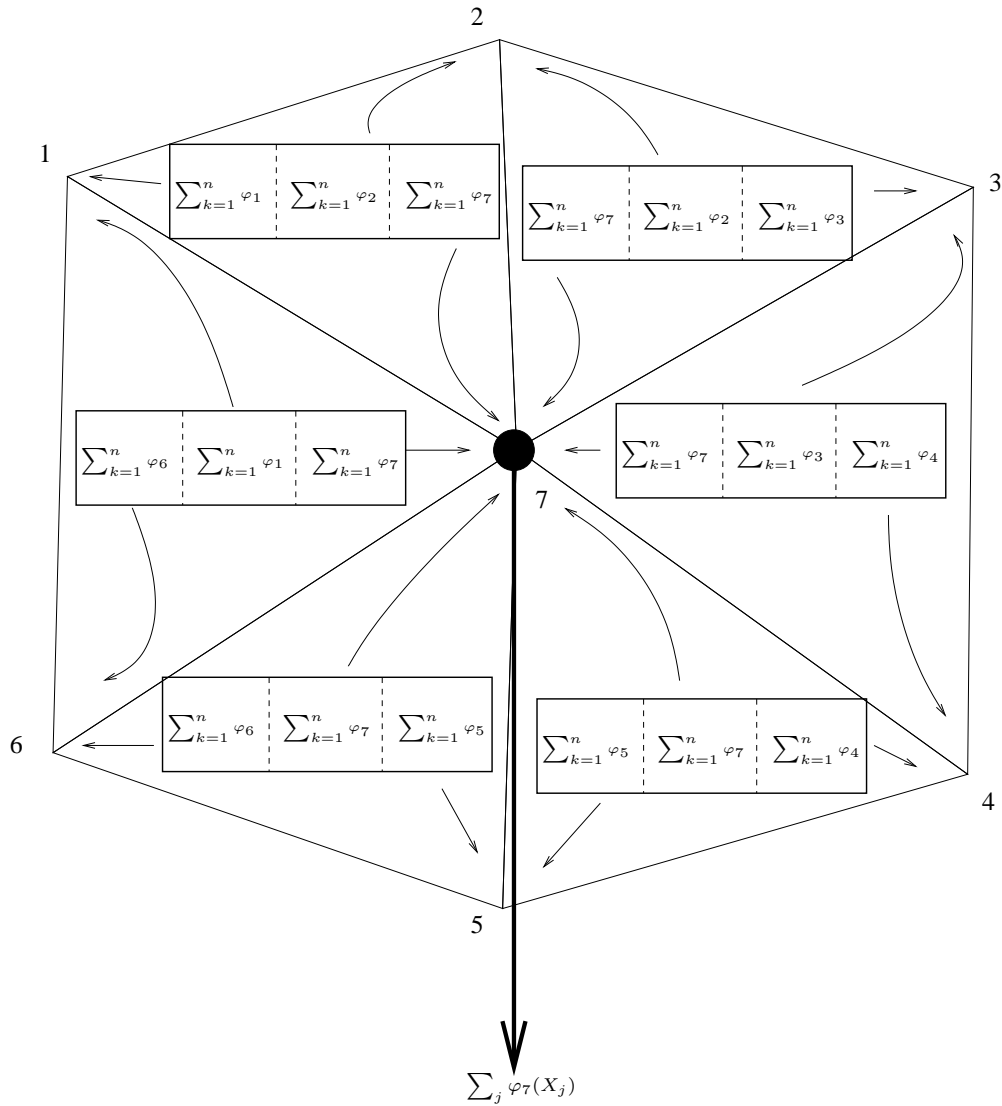 2
1
∑_{k=1}^{n} φ_1 ∑_{k=1}^{n} φ_2 ∑_{k=1}^{n} φ_7
3
∑_{k=1}^{n} φ_7 ∑_{k=1}^{n} φ_2 ∑_{k=1}^{n} φ_3
∑_{k=1}^{n} φ_6 ∑_{k=1}^{n} φ_1 ∑_{k=1}^{n} φ_7
∑_{k=1}^{n} φ_7 ∑_{k=1}^{n} φ_3 ∑_{k=1}^{n} φ_4
7
6
∑_{k=1}^{n} φ_6 ∑_{k=1}^{n} φ_7 ∑_{k=1}^{n} φ_5
∑_{k=1}^{n} φ_5 ∑_{k=1}^{n} φ_7 ∑_{k=1}^{n} φ_4
4
5
∑_j φ_7(X_j)